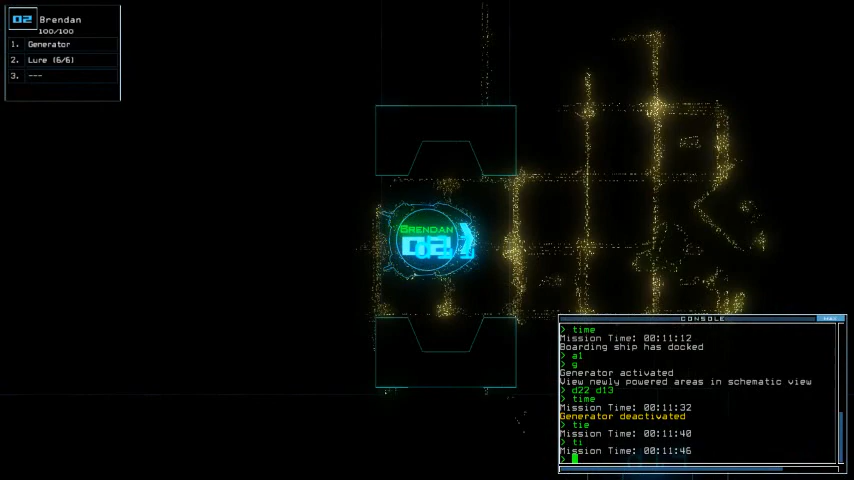 02 Brendan
100/100
1. Generator
2. Lure (6/6)
3. ---
BRENDAN
02
CONSOLE
> time
Mission Time: 00:11:12
Boarding ship has docked
> a1
> g
Generator activated
View newly powered areas in schematic view
> d22 d13
> time
Mission Time: 00:11:32
Generator deactivated
> tie
Mission Time: 00:11:40
> ti
Mission Time: 00:11:46
>